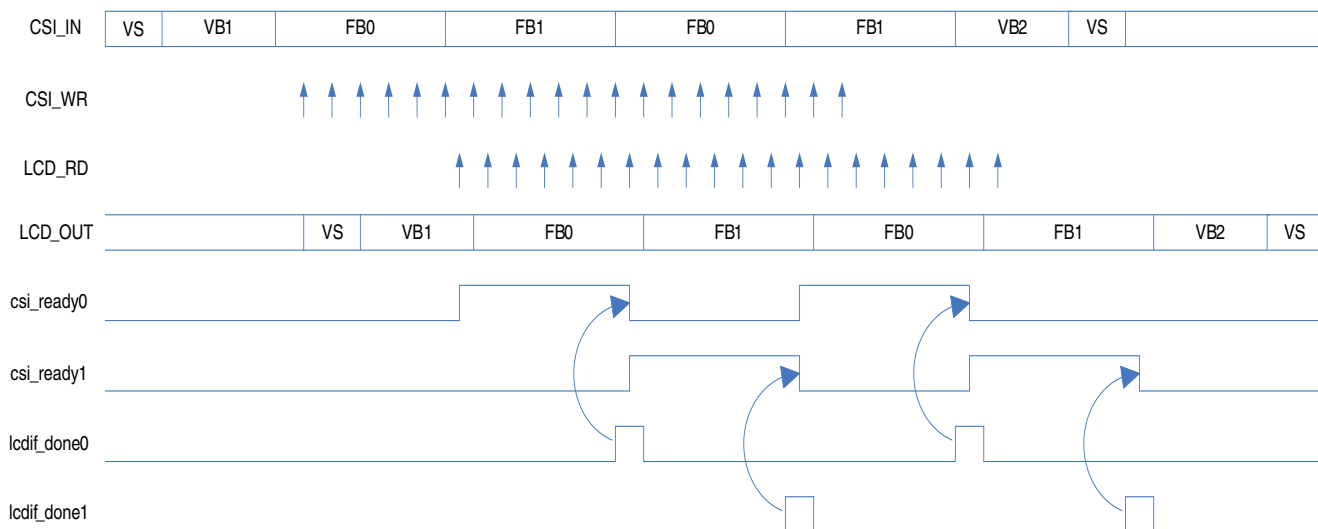 CSI_IN VS VB1 FB0 FB1 FB0 FB1 VB2 VS
CSI_WR
LCD_RD
LCD_OUT VS VB1 FB0 FB1 FB0 FB1 VB2 VS
csi_ready0
csi_ready1
lcdif_done0
lcdif_done1